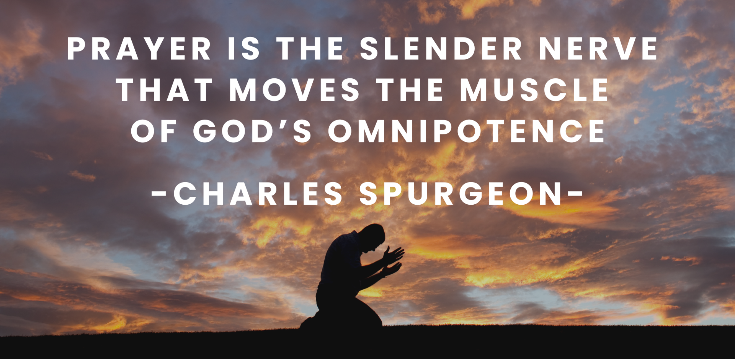 PRAYER IS THE SLENDER NERVE
THAT MOVES THE MUSCLE
OF GOD’S OMNIPOTENCE
-CHARLES SPURGEON-